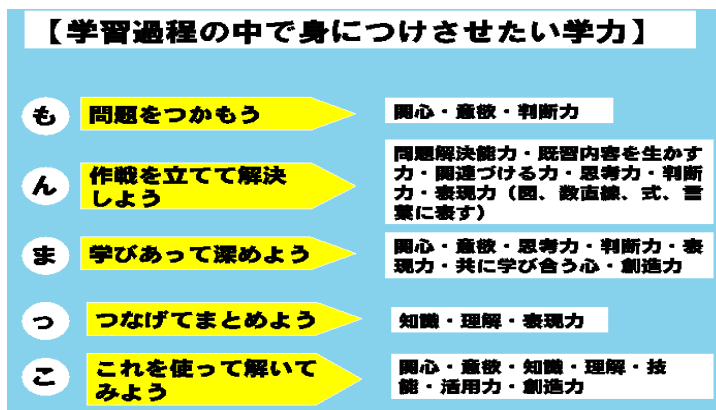 【学習過程の中で身につけさせたい学力】
も
問題をつかもう
関心・意欲・判断力
ん
作戦を立てて解決
しよう
問題解決能力・既習内容を生かす
力・関連づける力・思考力・判断
力・表現力（図、数直線、式、言
葉に表す）
ま
学びあって深めよう
関心・意欲・思考力・判断力・表
現力・共に学び合う心・創造力
っ
つなげてまとめよう
知識・理解・表現力
こ
これを使って解いて
みよう
関心・意欲・知識・理解・技
能・活用力・創造力